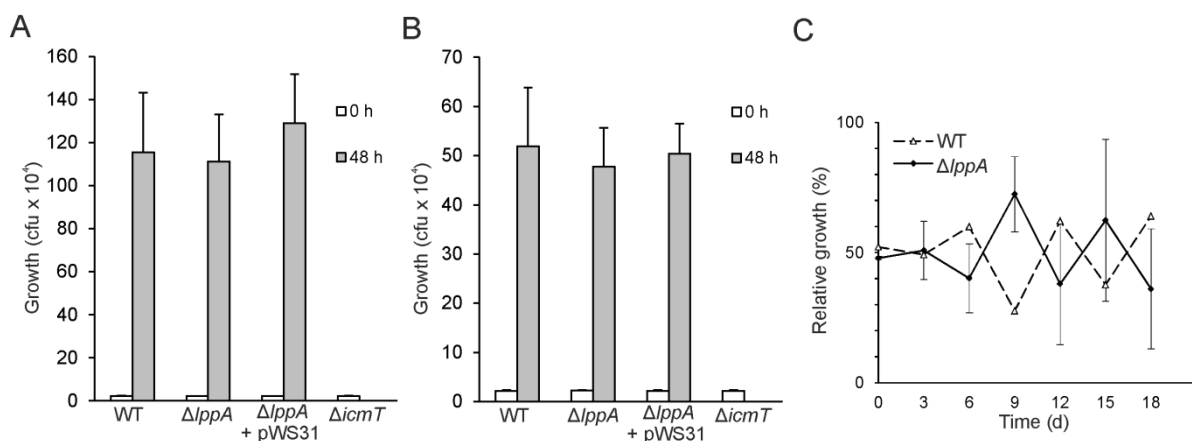 A
Growth (cfu x 10⁴)
160
140
120
100
80
60
40
20
0
0 h
48 h
WT
ΔlppA
ΔlppA
+ pWS31
ΔicmT
B
Growth (cfu x 10⁴)
70
60
50
40
30
20
10
0
0 h
48 h
WT
ΔlppA
ΔlppA
+ pWS31
ΔicmT
C
Relative growth (%)
100
50
0
WT
ΔlppA
0 3 6 9 12 15 18
Time (d)